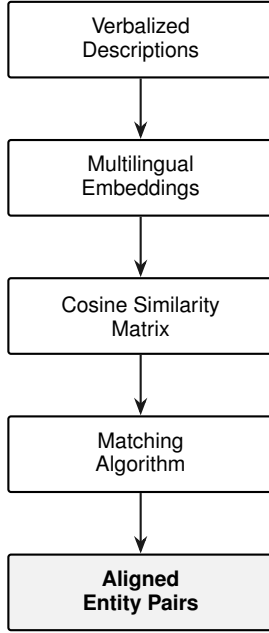 Verbalized
Descriptions
Multilingual
Embeddings
Cosine Similarity
Matrix
Matching
Algorithm
Aligned
Entity Pairs